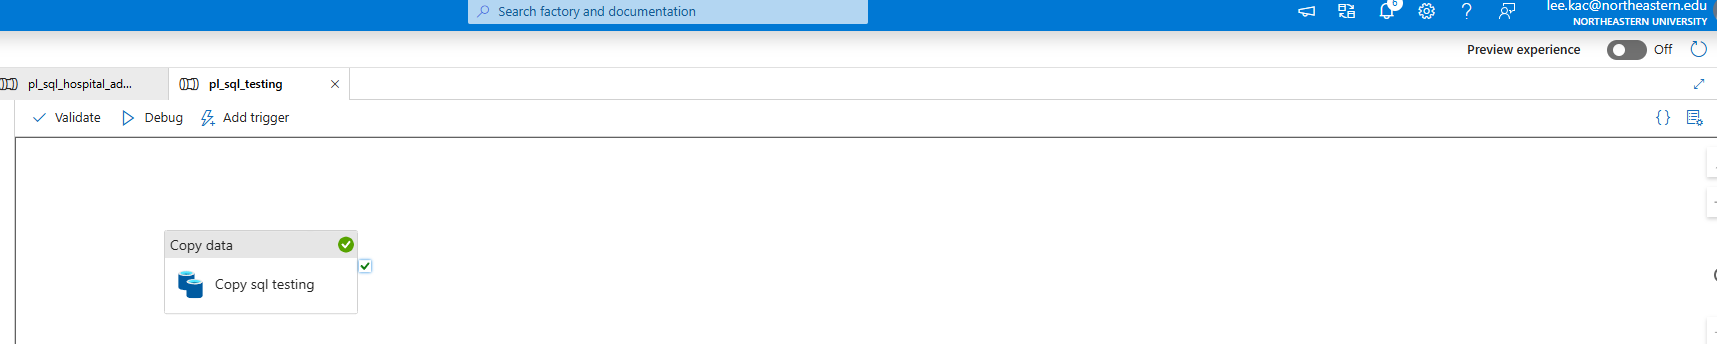 Search factory and documentation
6
lee.kac@northeastern.edu
NORTHEASTERN UNIVERSITY
Preview experience
Off
pl_sql_hospital_ad...
pl_sql_testing
Validate
Debug
Add trigger
{}
Copy data
Copy sql testing